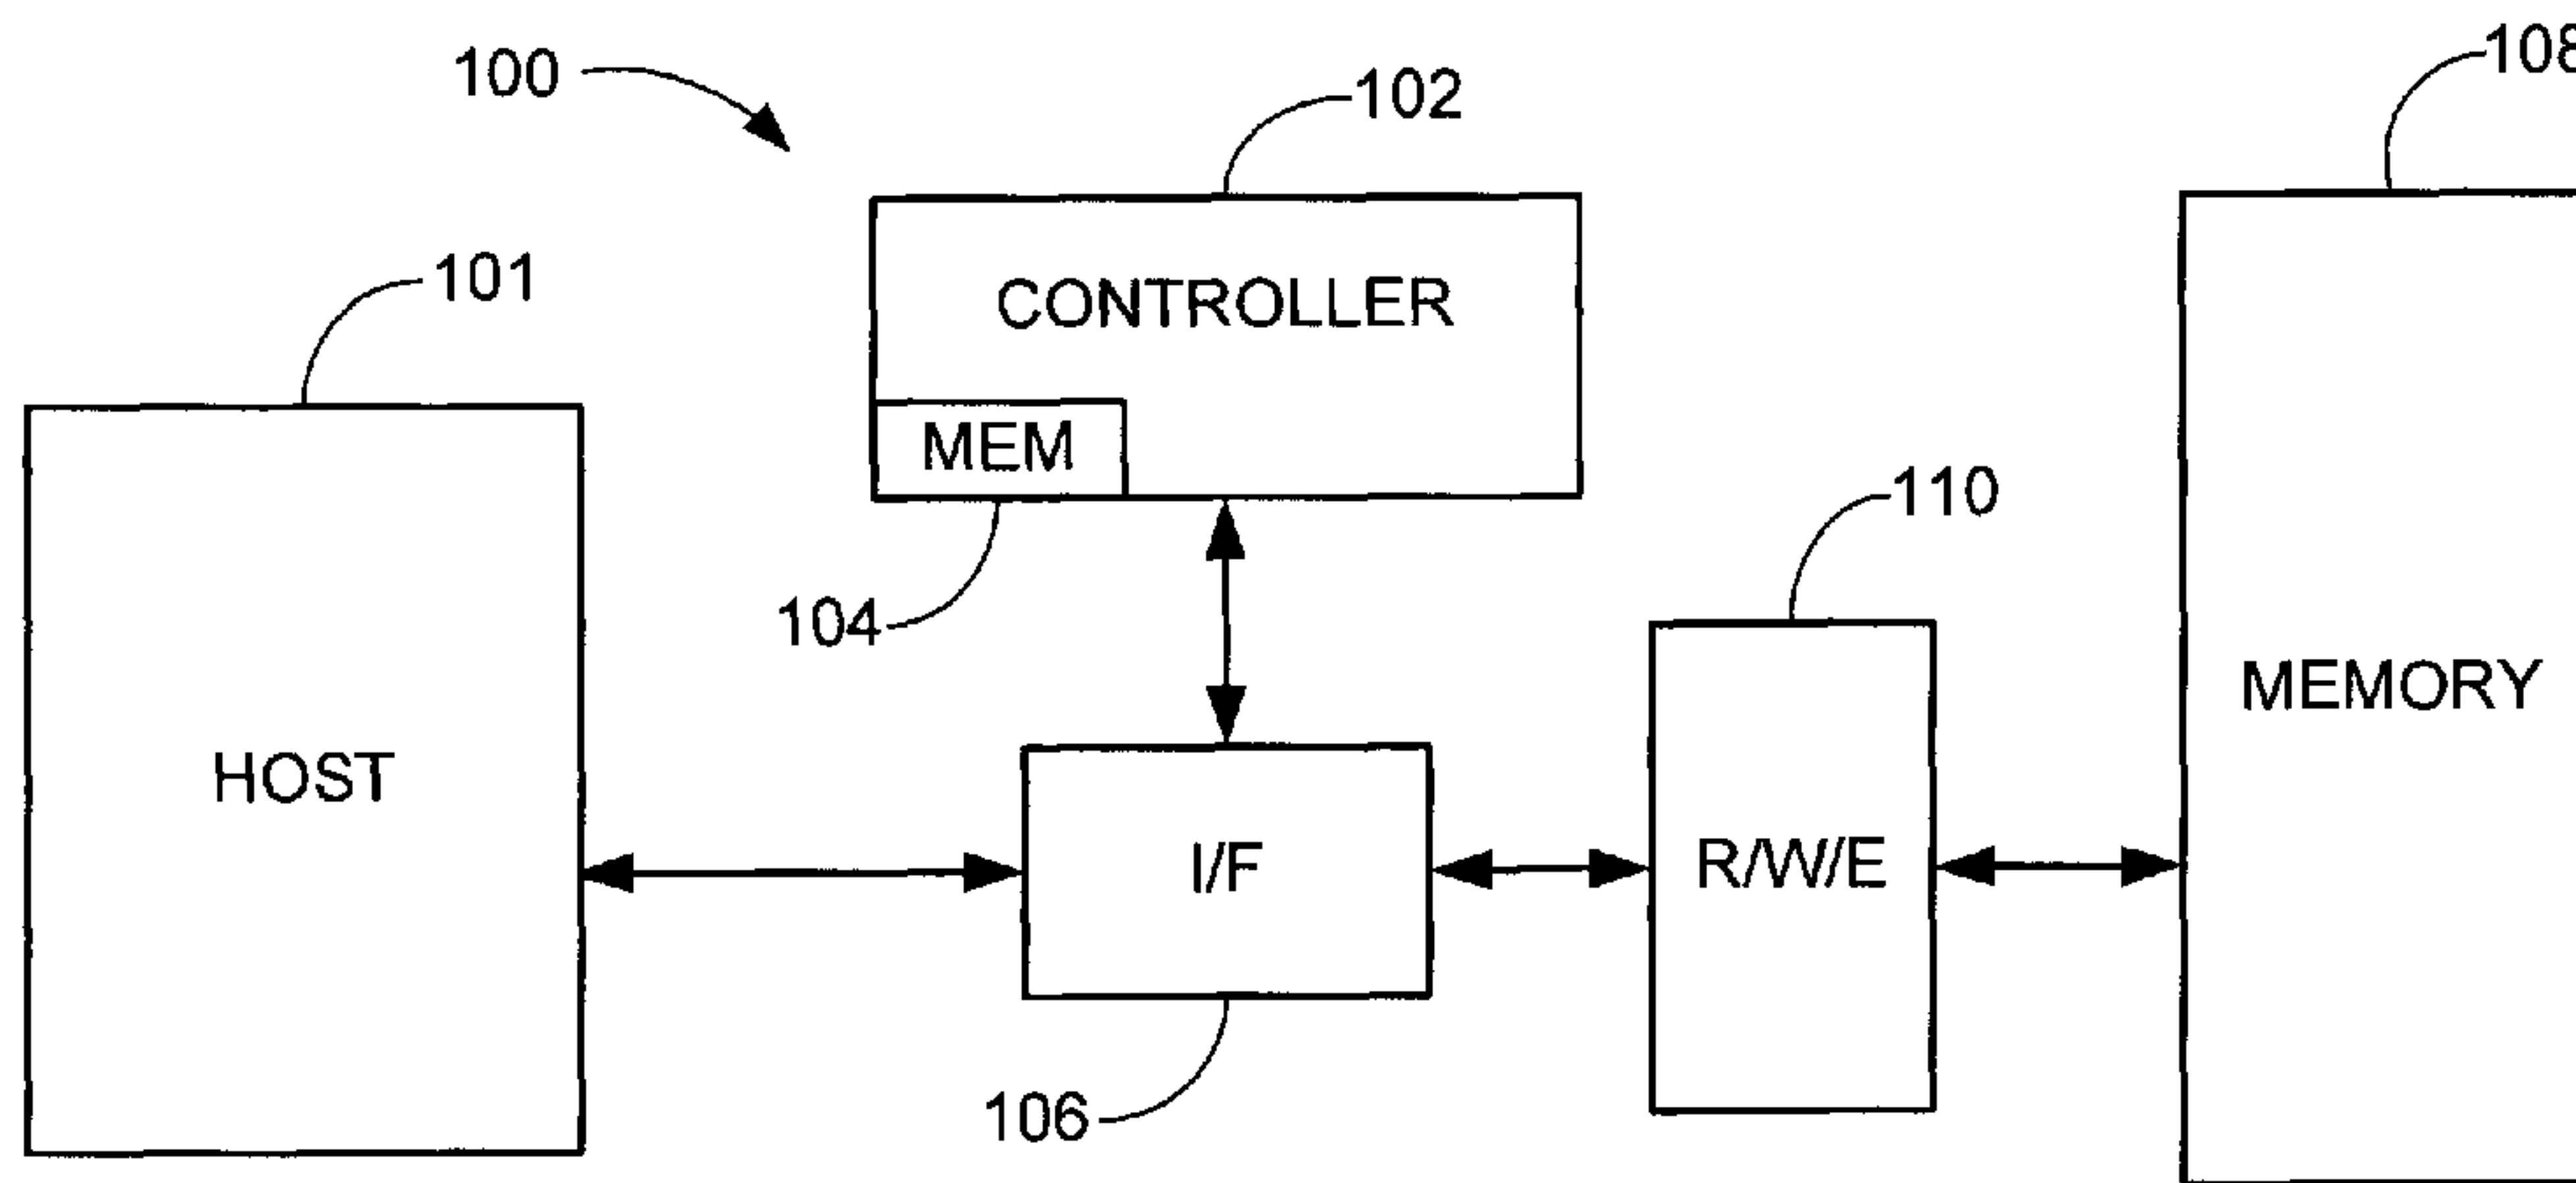 100
102
108
101
CONTROLLER
MEM
110
104
MEMORY
HOST
I/F
R/W/E
106